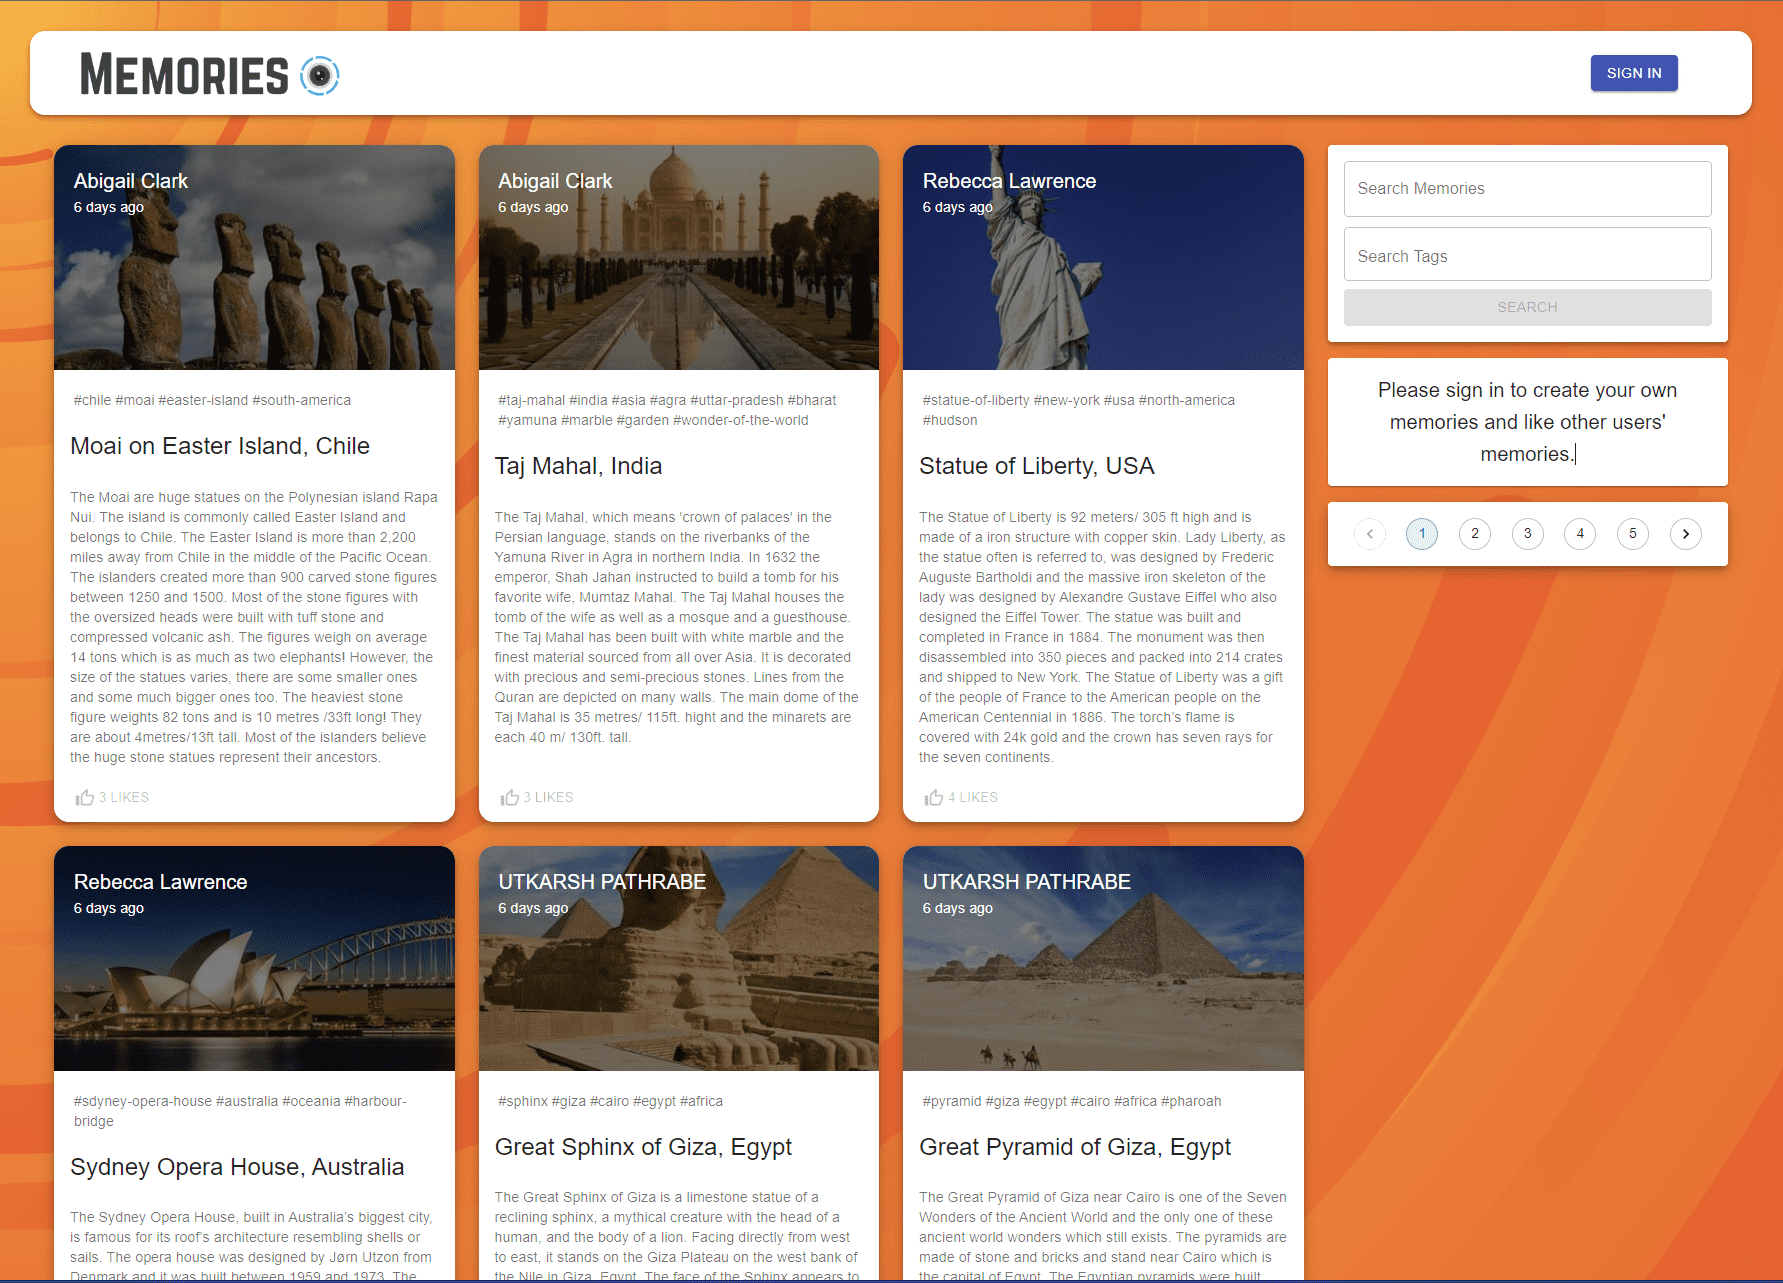 MEMORIES
SIGN IN
Abigail Clark
6 days ago
#chile #moai #easter-island #south-america
Moai on Easter Island, Chile
The Moai are huge statues on the Polynesian island Rapa
Nui. The island is commonly called Easter Island and
belongs to Chile. The Easter Island is more than 2,200
miles away from Chile in the middle of the Pacific Ocean.
The islanders created more than 900 carved stone figures
between 1250 and 1500. Most of the stone figures with
the oversized heads were built with tuff stone and
compressed volcanic ash. The figures weigh on average
14 tons which is as much as two elephants! However, the
size of the statues varies, there are some smaller ones
and some much bigger ones too. The heaviest stone
figure weights 82 tons and is 10 metres /33ft long! They
are about 4metres/13ft tall. Most of the islanders believe
the huge stone statues represent their ancestors.
3 LIKES
Abigail Clark
6 days ago
#taj-mahal #india #asia #agra #uttar-pradesh #bharat
#yamuna #marble #garden #wonder-of-the-world
Taj Mahal, India
The Taj Mahal, which means 'crown of palaces' in the
Persian language, stands on the riverbanks of the
Yamuna River in Agra in northern India. In 1632 the
emperor, Shah Jahan instructed to build a tomb for his
favorite wife, Mumtaz Mahal. The Taj Mahal houses the
tomb of the wife as well as a mosque and a guesthouse.
The Taj Mahal has been built with white marble and the
finest material sourced from all over Asia. It is decorated
with precious and semi-precious stones. Lines from the
Quran are depicted on many walls. The main dome of the
Taj Mahal is 35 metres/ 115ft. hight and the minarets are
each 40 m/ 130ft. tall.
3 LIKES
Rebecca Lawrence
6 days ago
#statue-of-liberty #new-york #usa #north-america
#hudson
Statue of Liberty, USA
The Statue of Liberty is 92 meters/ 305 ft high and is
made of a iron structure with copper skin. Lady Liberty, as
the statue often is referred to, was designed by Frederic
Auguste Bartholdi and the massive iron skeleton of the
lady was designed by Alexandre Gustave Eiffel who also
designed the Eiffel Tower. The statue was built and
completed in France in 1884. The monument was then
disassembled into 350 pieces and packed into 214 crates
and shipped to New York. The Statue of Liberty was a gift
of the people of France to the American people on the
American Centennial in 1886. The torch’s flame is
covered with 24k gold and the crown has seven rays for
the seven continents.
4 LIKES
Search Memories
Search Tags
SEARCH
Please sign in to create your own
memories and like other users'
memories.
1 2 3 4 5
Rebecca Lawrence
6 days ago
#sdyney-opera-house #australia #oceania #harbour-
bridge
Sydney Opera House, Australia
The Sydney Opera House, built in Australia’s biggest city,
is famous for its roof’s architecture resembling shells or
sails. The opera house was designed by Jørn Utzon from
Denmark and it was built between 1959 and 1973. The
UTKARSH PATHRABE
6 days ago
#sphinx #giza #cairo #egypt #africa
Great Sphinx of Giza, Egypt
The Great Sphinx of Giza is a limestone statue of a
reclining sphinx, a mythical creature with the head of a
human, and the body of a lion. Facing directly from west
to east, it stands on the Giza Plateau on the west bank of
the Nile in Giza, Egypt. The face of the Sphinx appears to
UTKARSH PATHRABE
6 days ago
#pyramid #giza #egypt #cairo #africa #pharoah
Great Pyramid of Giza, Egypt
The Great Pyramid of Giza near Cairo is one of the Seven
Wonders of the Ancient World and the only one of these
ancient world wonders which still exists. The pyramids are
made of stone and bricks and stand near Cairo which is
the capital of Egypt. The Egyptian pyramids were built